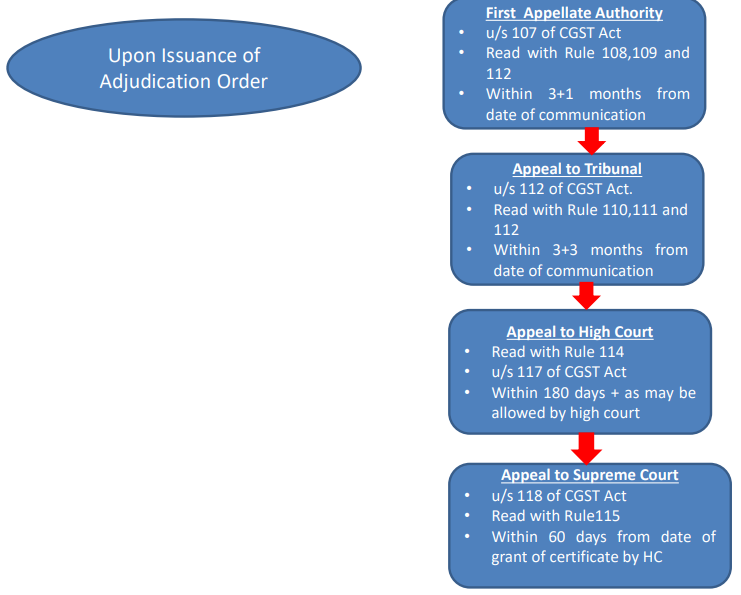 Upon Issuance of
Adjudication Order
First Appellate Authority
• u/s 107 of CGST Act
• Read with Rule 108,109 and
112
• Within 3+1 months from
date of communication
Appeal to Tribunal
• u/s 112 of CGST Act.
• Read with Rule 110,111 and
112
• Within 3+3 months from
date of communication
Appeal to High Court
• Read with Rule 114
• u/s 117 of CGST Act
• Within 180 days + as may be
allowed by high court
Appeal to Supreme Court
• u/s 118 of CGST Act
• Read with Rule115
• Within 60 days from date of
grant of certificate by HC